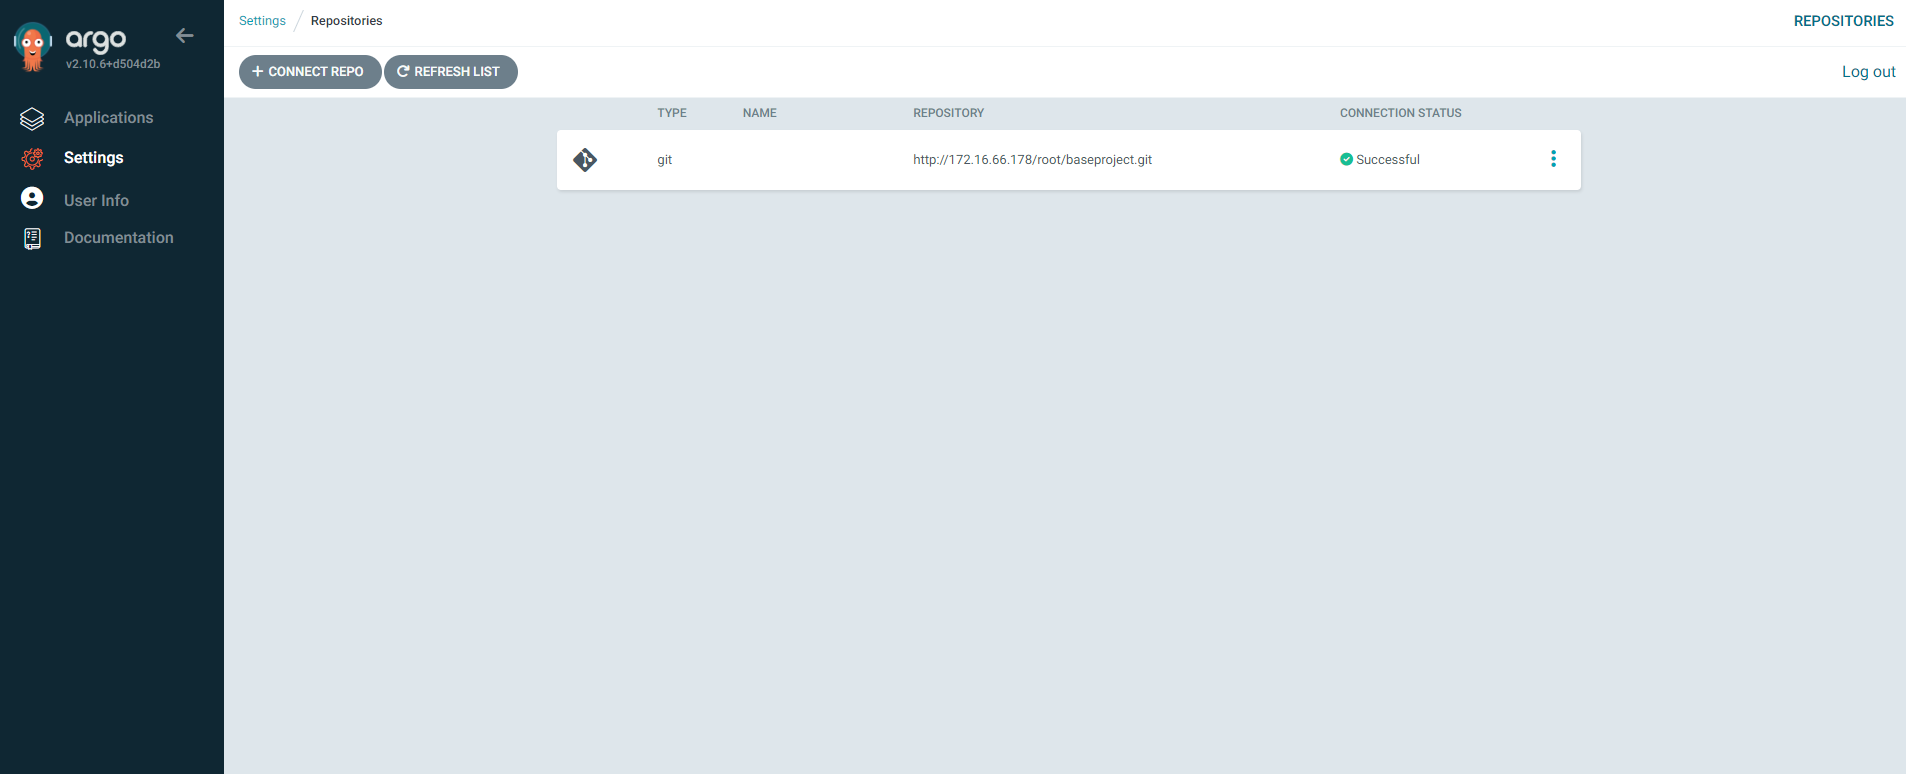 argo
v2.10.6+d504d2b
Applications
Settings
User Info
Documentation
Settings / Repositories
REPOSITORIES
CONNECT REPO
REFRESH LIST
Log out
TYPE NAME REPOSITORY CONNECTION STATUS
git http://172.16.66.178/root/baseproject.git Successful